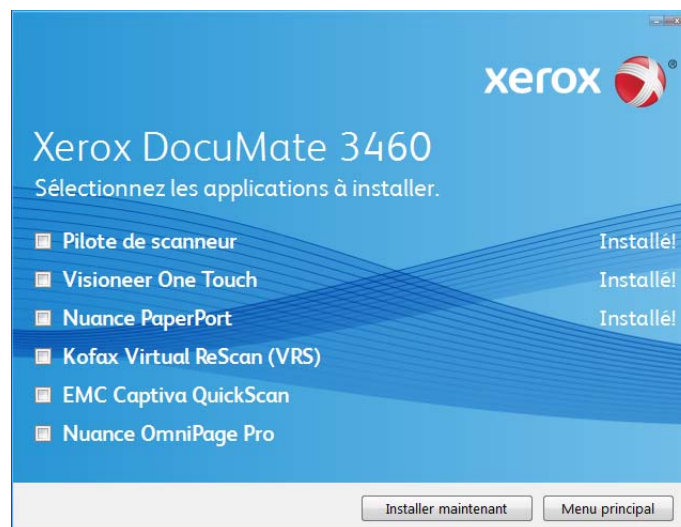 xerox ®
Xerox DocuMate 3460
Sélectionnez les applications à installer.
Pilote de scanneur Installé!
Visioneer One Touch Installé!
Nuance PaperPort Installé!
Kofax Virtual ReScan (VRS)
EMC Captiva QuickScan
Nuance OmniPage Pro
Installer maintenant Menu principal